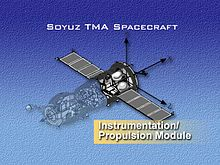 Soyuz TMA Spacecraft
Instrumentation/
Propulsion Module